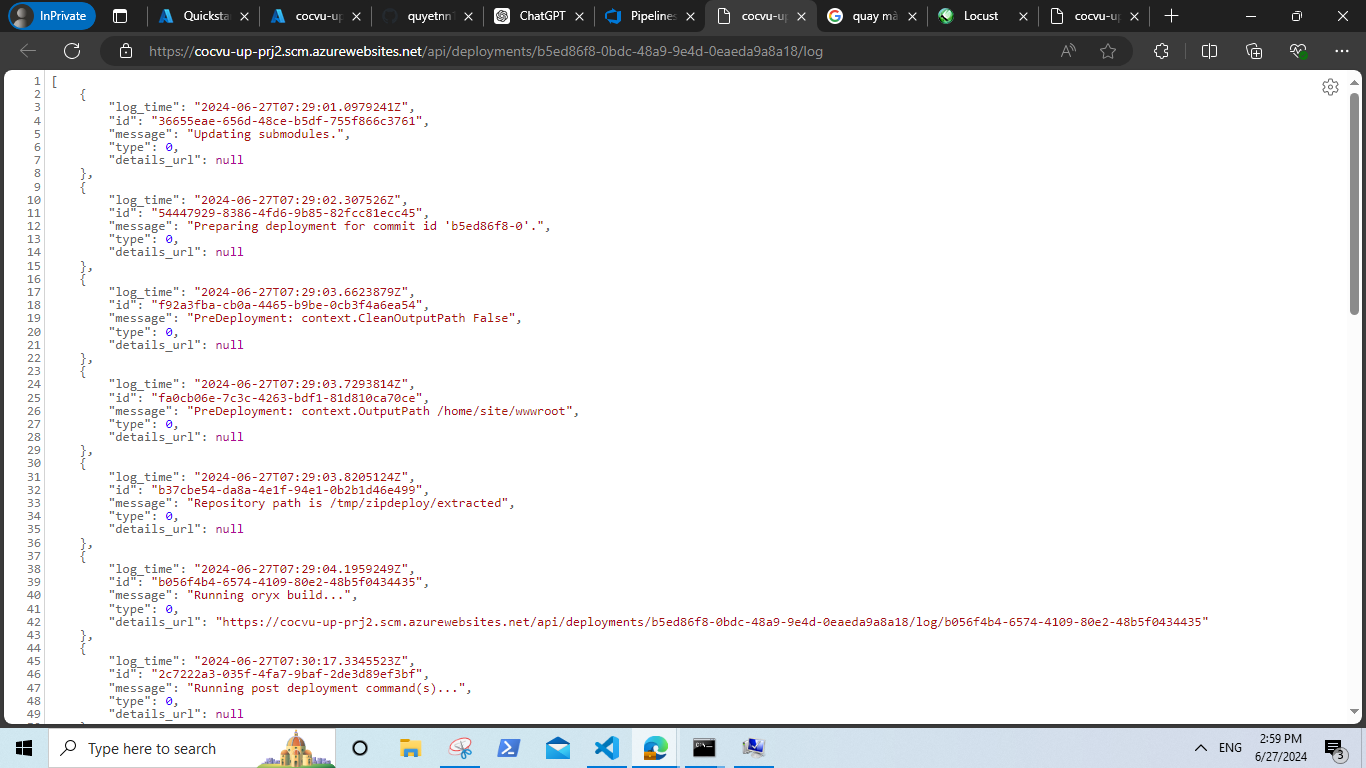 InPrivate
Quicksta
cocvu-up
quyetnn1
ChatGPT
Pipelines
cocvu-up
quay mà
Locust
cocvu-up
https://cocvu-up-prj2.scm.azurewebsites.net/api/deployments/b5ed86f8-0bdc-48a9-9e4d-0eaeda9a8a18/log
1 [
2 {
3 "log_time": "2024-06-27T07:29:01.0979241Z",
4 "id": "36655eae-656d-48ce-b5df-755f866c3761",
5 "message": "Updating submodules.",
6 "type": 0,
7 "details_url": null
8 },
9 {
10 "log_time": "2024-06-27T07:29:02.307526Z",
11 "id": "54447929-8386-4fd6-9b85-82fcc81ecc45",
12 "message": "Preparing deployment for commit id 'b5ed86f8-0'.",
13 "type": 0,
14 "details_url": null
15 },
16 {
17 "log_time": "2024-06-27T07:29:03.6623879Z",
18 "id": "f92a3fba-cb0a-4465-b9be-0cb3f4a6ea54",
19 "message": "PreDeployment: context.CleanOutputPath False",
20 "type": 0,
21 "details_url": null
22 },
23 {
24 "log_time": "2024-06-27T07:29:03.7293814Z",
25 "id": "fa0cb06e-7c3c-4263-bdf1-81d810ca70ce",
26 "message": "PreDeployment: context.OutputPath /home/site/wwwroot",
27 "type": 0,
28 "details_url": null
29 },
30 {
31 "log_time": "2024-06-27T07:29:03.8205124Z",
32 "id": "b37cbe54-da8a-4e1f-94e1-0b2b1d46e499",
33 "message": "Repository path is /tmp/zipdeploy/extracted",
34 "type": 0,
35 "details_url": null
36 },
37 {
38 "log_time": "2024-06-27T07:29:04.1959249Z",
39 "id": "b056f4b4-6574-4109-80e2-48b5f0434435",
40 "message": "Running oryx build...",
41 "type": 0,
42 "details_url": "https://cocvu-up-prj2.scm.azurewebsites.net/api/deployments/b5ed86f8-0bdc-48a9-9e4d-0eaeda9a8a18/log/b056f4b4-6574-4109-80e2-48b5f0434435"
43 },
44 {
45 "log_time": "2024-06-27T07:30:17.3345523Z",
46 "id": "2c7222a3-035f-4fa7-9baf-2de3d89ef3bf",
47 "message": "Running post deployment command(s)...",
48 "type": 0,
49 "details_url": null
Type here to search
ENG
2:59 PM
6/27/2024
3